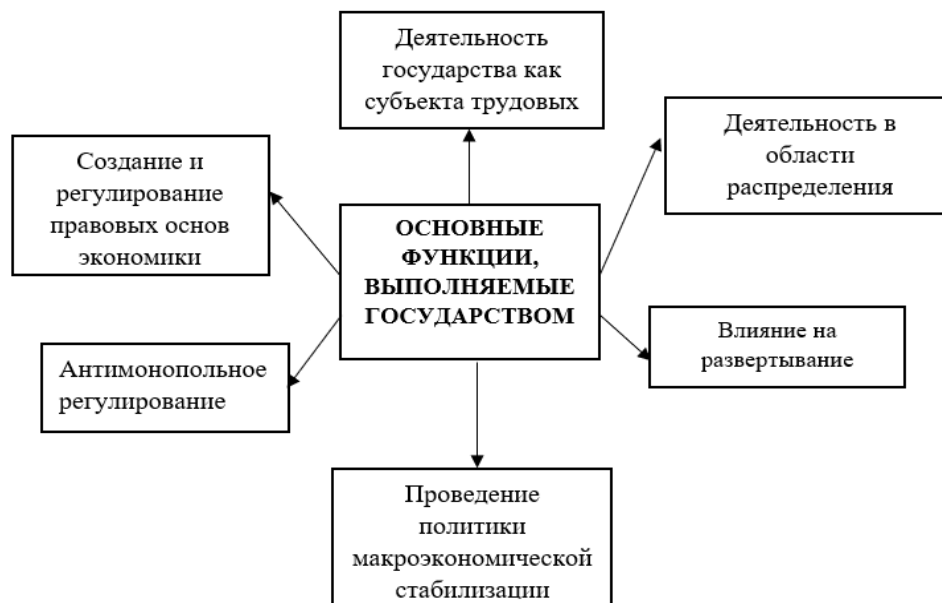 Деятельность
государства как
субъекта трудовых
Деятельность в
области
распределения
Создание и
регулирование
правовых основ
экономики
ОСНОВНЫЕ
ФУНКЦИИ,
ВЫПОЛНЯЕМЫЕ
ГОСУДАРСТВОМ
Влияние на
развертывание
Антимонопольное
регулирование
Проведение
политики
макроэкономической
стабилизации